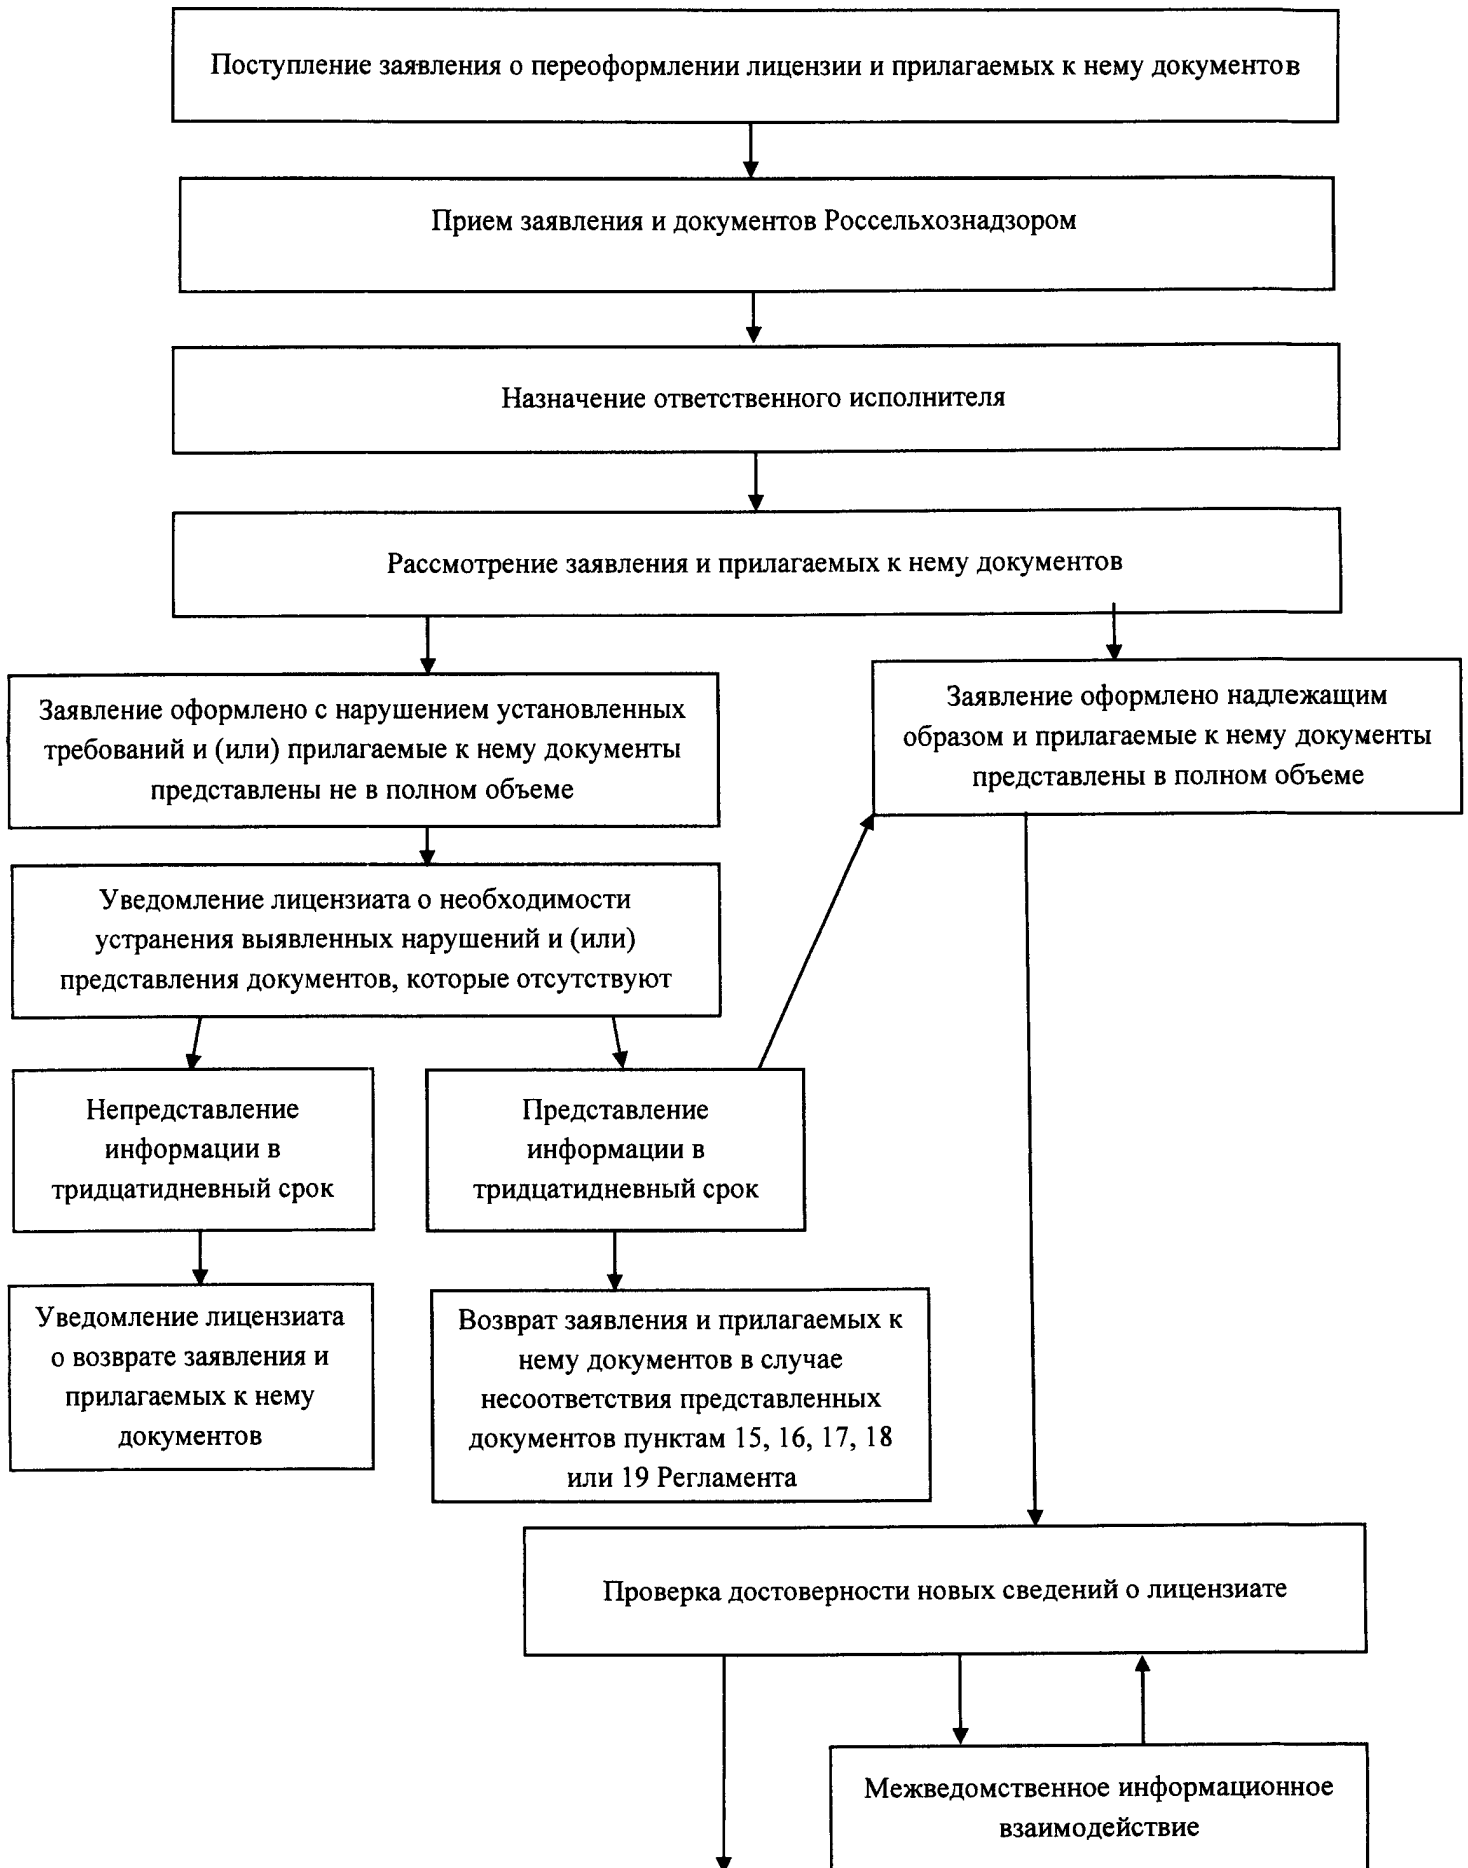 Поступление заявления о переоформлении лицензии и прилагаемых к нему документов
Прием заявления и документов Россельхознадзором
Назначение ответственного исполнителя
Рассмотрение заявления и прилагаемых к нему документов
Заявление оформлено с нарушением установленных
требований и (или) прилагаемые к нему документы
представлены не в полном объеме
Заявление оформлено надлежащим
образом и прилагаемые к нему документы
представлены в полном объеме
Уведомление лицензиата о необходимости
устранения выявленных нарушений и (или)
представления документов, которые отсутствуют
Непредставление
информации в
тридцатидневный срок
Представление
информации в
тридцатидневный срок
Уведомление лицензиата
о возврате заявления и
прилагаемых к нему
документов
Возврат заявления и прилагаемых к
нему документов в случае
несоответствия представленных
документов пунктам 15, 16, 17, 18
или 19 Регламента
Проверка достоверности новых сведений о лицензиате
Межведомственное информационное
взаимодействие